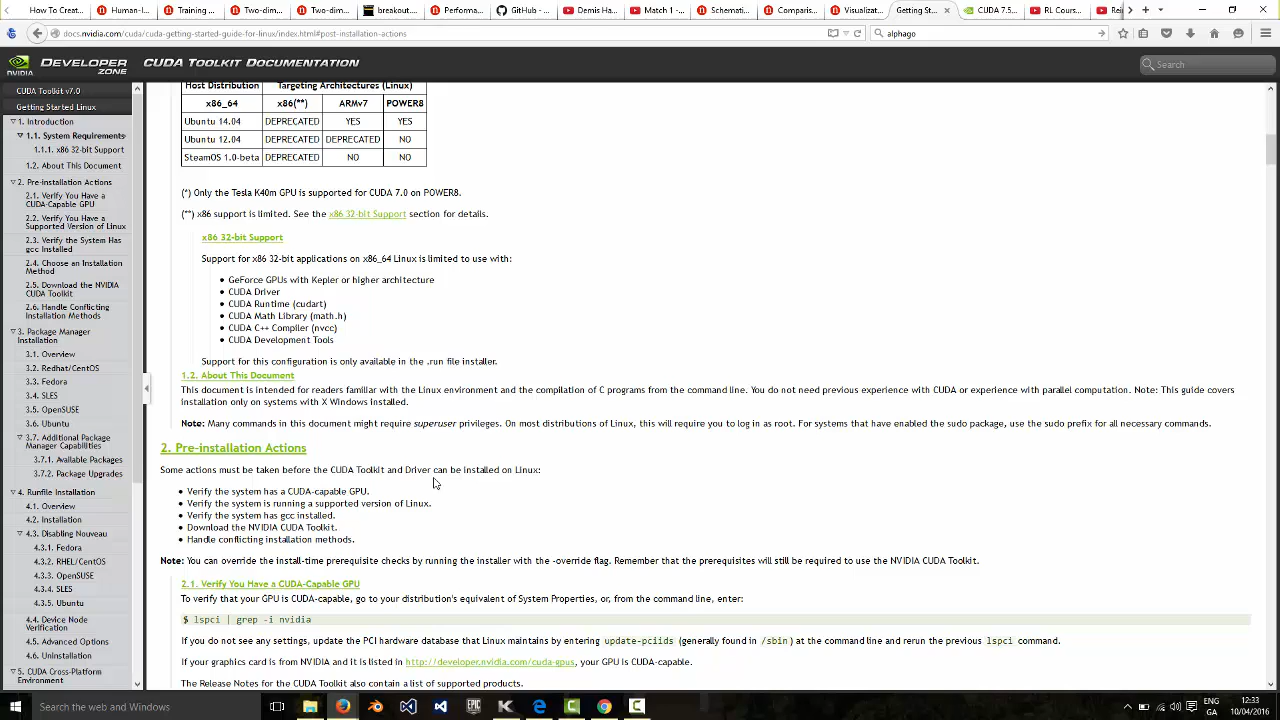 How To Creat...
Human-l...
Training ...
Two-dim...
Two-dim...
breakout...
Performa...
GitHub - ...
Demis Ha...
Match 1 -...
Schemati...
Comparis...
Visualizat...
Getting St...
CUDA 7.5...
RL Cours...
docs.nvidia.com/cuda/cuda-getting-started-guide-for-linux/index.html#post-installation-actions
alphago
NVIDIA
DEVELOPER ZONE
CUDA TOOLKIT DOCUMENTATION
Search
CUDA Toolkit v7.0
Getting Started Linux
1. Introduction
1.1. System Requirements
1.1.1. x86 32-bit Support
1.2. About This Document
2. Pre-installation Actions
2.1. Verify You Have a
CUDA-Capable GPU
2.2. Verify You Have a
Supported Version of Linux
2.3. Verify the System Has
gcc Installed
2.4. Choose an Installation
Method
2.5. Download the NVIDIA
CUDA Toolkit
2.6. Handle Conflicting
Installation Methods
3. Package Manager
Installation
3.1. Overview
3.2. Redhat/CentOS
3.3. Fedora
3.4. SLES
3.5. OpenSUSE
3.6. Ubuntu
3.7. Additional Package
Manager Capabilities
3.7.1. Available Packages
3.7.2. Package Upgrades
4. Runfile Installation
4.1. Overview
4.2. Installation
4.3. Disabling Nouveau
4.3.1. Fedora
4.3.2. RHEL/CentOS
4.3.3. OpenSUSE
4.3.4. SLES
4.3.5. Ubuntu
4.4. Device Node
Verification
4.5. Advanced Options
4.6. Uninstallation
5. CUDA Cross-Platform
Environment
Host Distribution Targeting Architectures (Linux)
x86_64 x86(**) ARMv7 POWER8
Ubuntu 14.04 DEPRECATED YES YES
Ubuntu 12.04 DEPRECATED DEPRECATED NO
SteamOS 1.0-beta DEPRECATED NO NO
(*) Only the Tesla K40m GPU is supported for CUDA 7.0 on POWER8.
(**) x86 support is limited. See the x86 32-bit Support section for details.
x86 32-bit Support
Support for x86 32-bit applications on x86_64 Linux is limited to use with:
• GeForce GPUs with Kepler or higher architecture
• CUDA Driver
• CUDA Runtime (cudart)
• CUDA Math Library (math.h)
• CUDA C++ Compiler (nvcc)
• CUDA Development Tools
Support for this configuration is only available in the .run file installer.
1.2. About This Document
This document is intended for readers familiar with the Linux environment and the compilation of C programs from the command line. You do not need previous experience with CUDA or experience with parallel computation. Note: This guide covers
installation only on systems with X Windows installed.
Note: Many commands in this document might require superuser privileges. On most distributions of Linux, this will require you to log in as root. For systems that have enabled the sudo package, use the sudo prefix for all necessary commands.
2. Pre-installation Actions
Some actions must be taken before the CUDA Toolkit and Driver can be installed on Linux:
• Verify the system has a CUDA-capable GPU.
• Verify the system is running a supported version of Linux.
• Verify the system has gcc installed.
• Download the NVIDIA CUDA Toolkit.
• Handle conflicting installation methods.
Note: You can override the install-time prerequisite checks by running the installer with the -override flag. Remember that the prerequisites will still be required to use the NVIDIA CUDA Toolkit.
2.1. Verify You Have a CUDA-Capable GPU
To verify that your GPU is CUDA-capable, go to your distribution's equivalent of System Properties, or, from the command line, enter:
$ lspci | grep -i nvidia
If you do not see any settings, update the PCI hardware database that Linux maintains by entering update-pciids (generally found in /sbin) at the command line and rerun the previous lspci command.
If your graphics card is from NVIDIA and it is listed in http://developer.nvidia.com/cuda-gpus, your GPU is CUDA-capable.
The Release Notes for the CUDA Toolkit also contain a list of supported products.
Search the web and Windows
EPIC
ENG
GA
12:33
10/04/2016